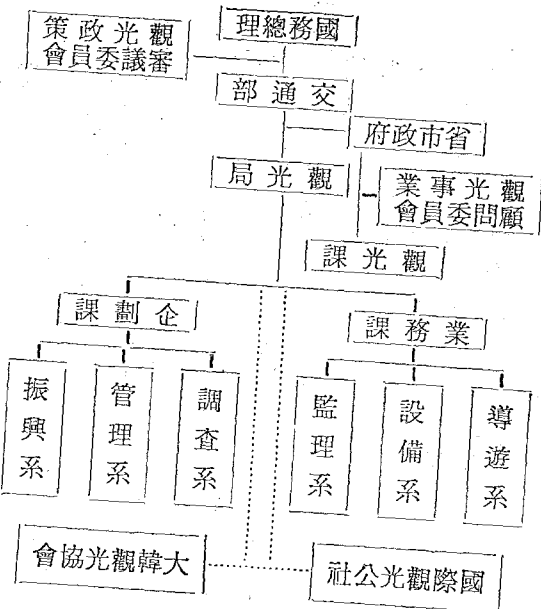 國務總理
觀光政策
審議委員會
交通部
省市政府
觀光局
觀光事業
顧問委員會
觀光課
業務課
企劃課
導遊系
設備系
監理系
調查系
管理系
振興系
國際觀光公社
大韓觀光協會